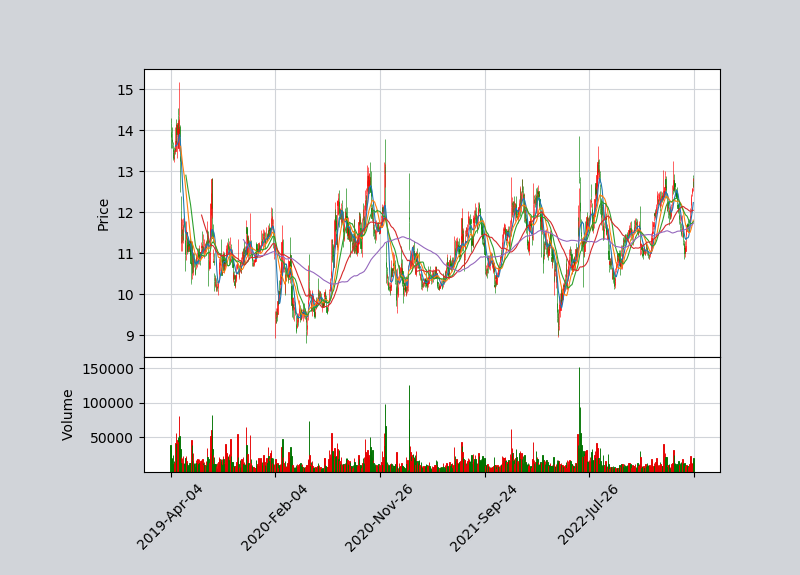 15
14
13
12
11
10
9
Price
150000
100000
50000
Volume
2019-Apr-04
2020-Feb-04
2020-Nov-26
2021-Sep-24
2022-Jul-26